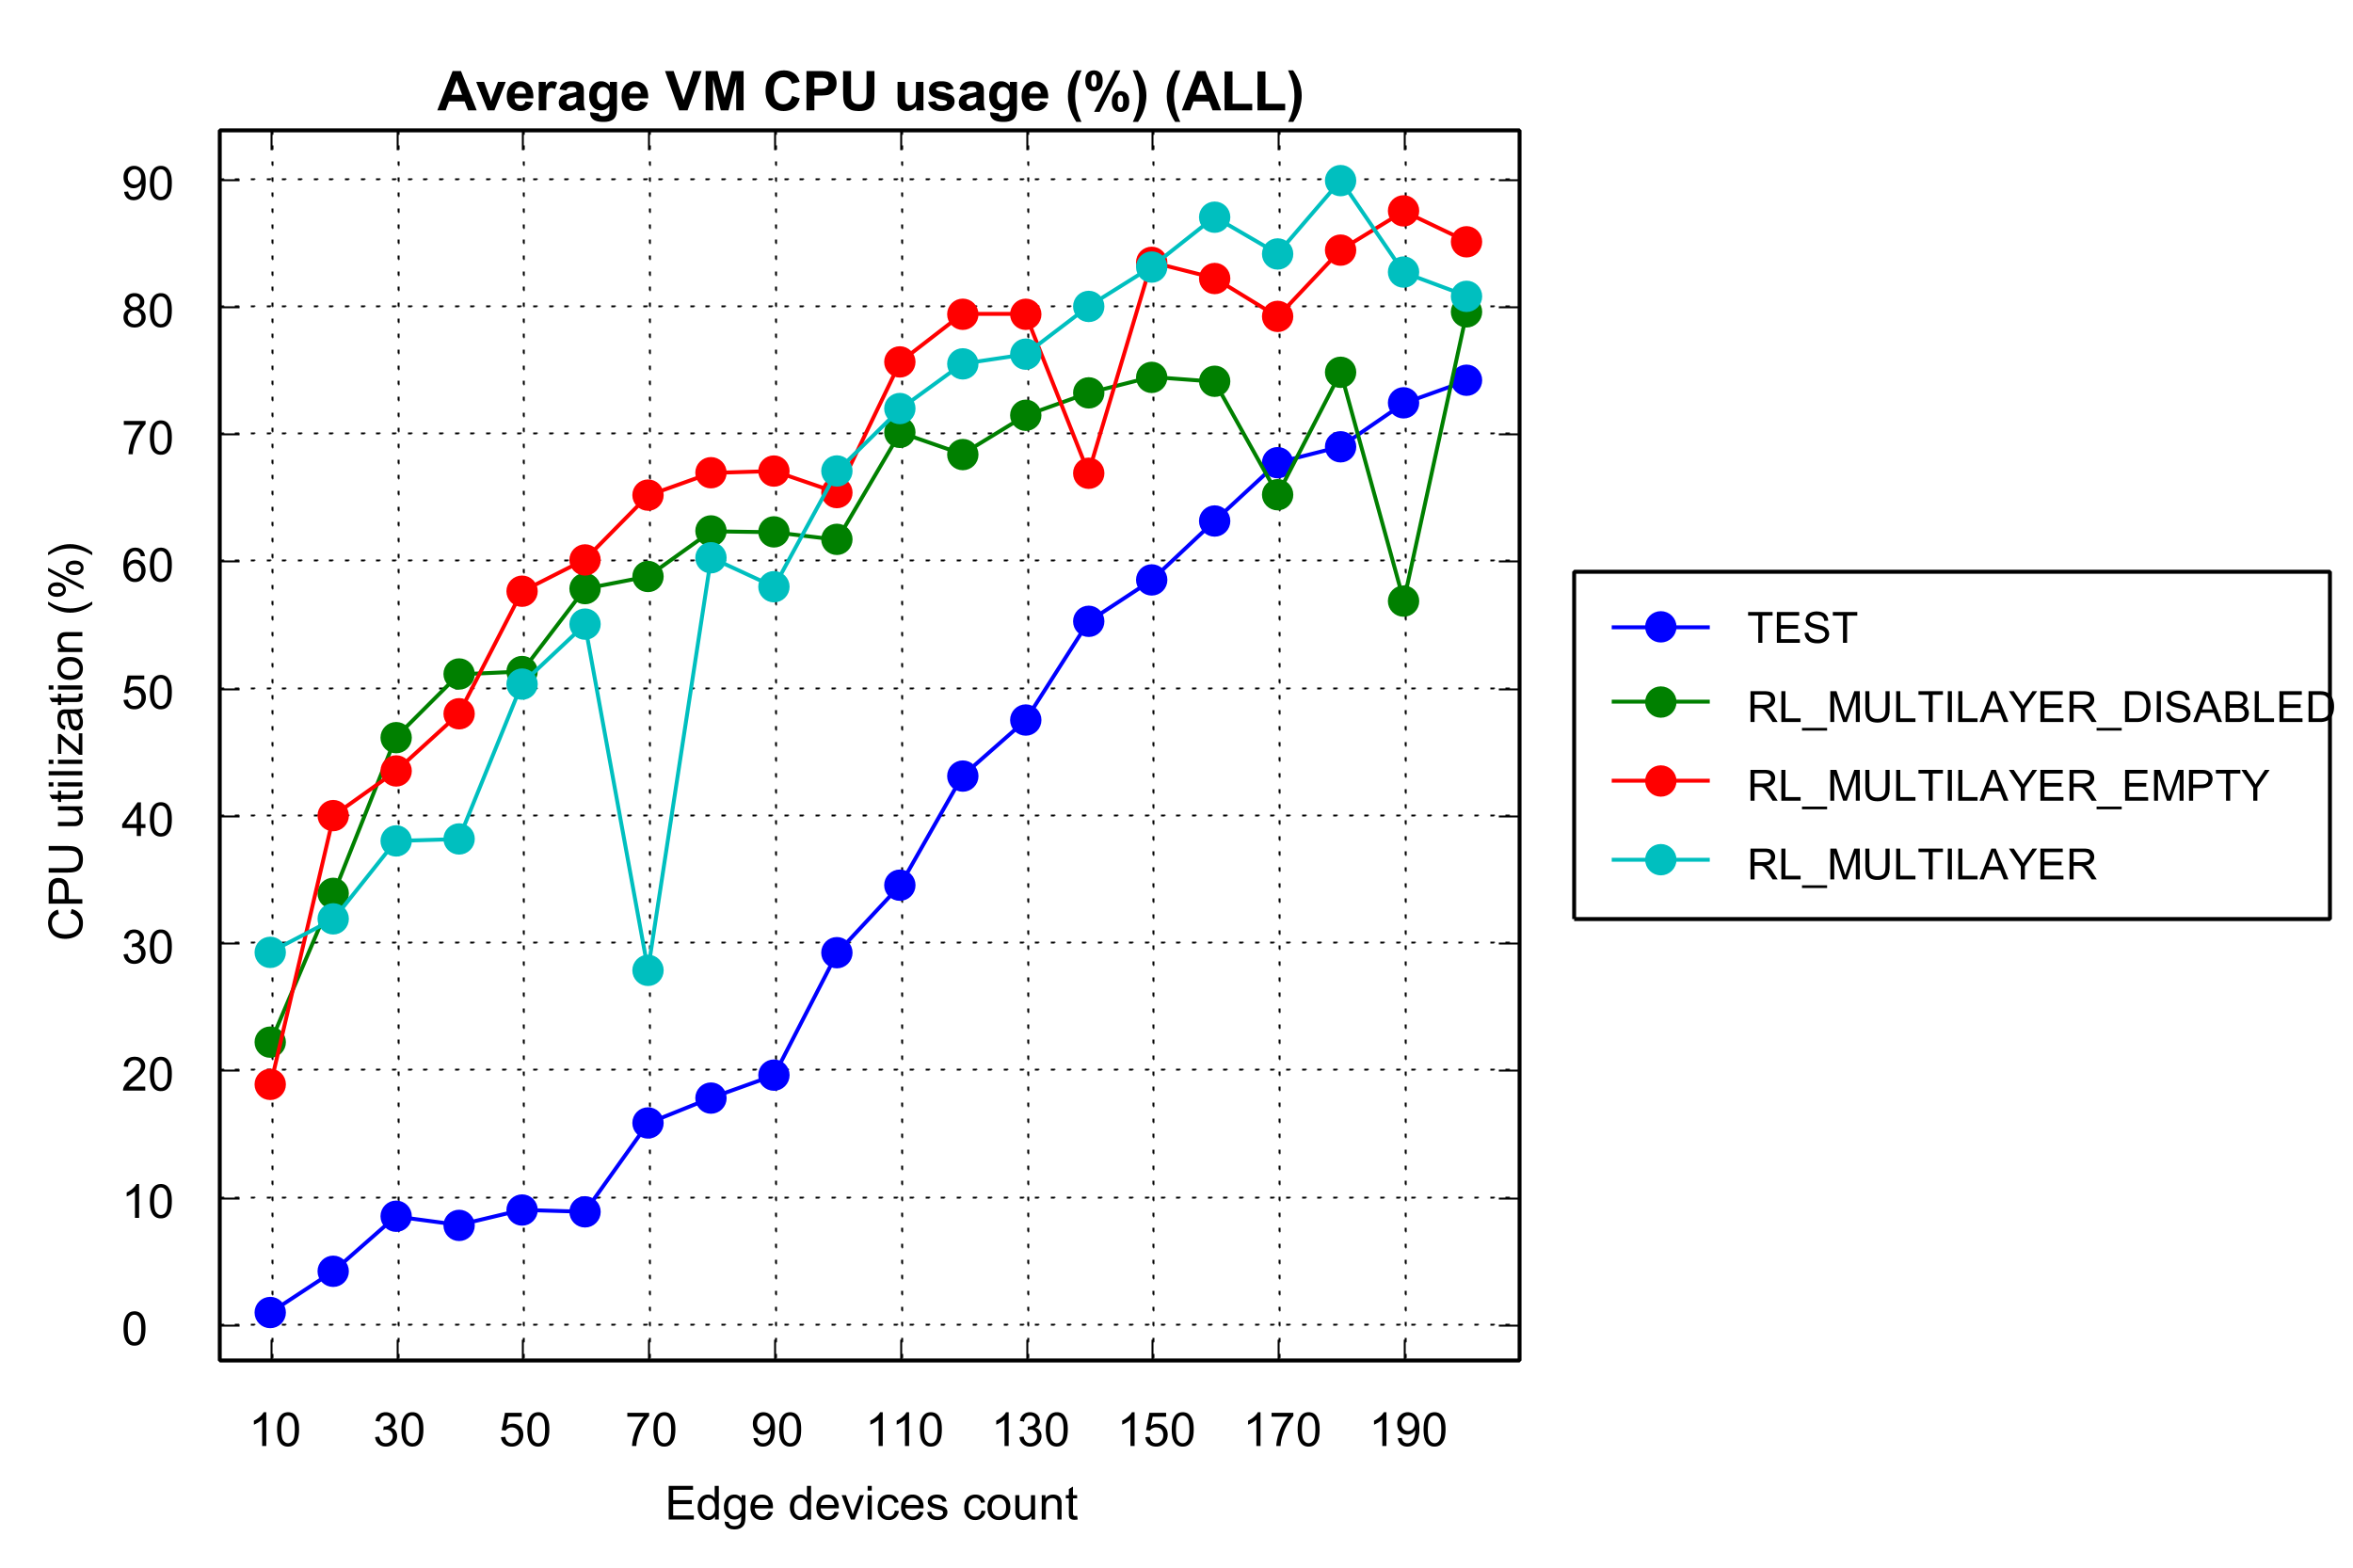 Average VM CPU usage (%) (ALL)
90
80
70
60
50
40
30
20
10
0
CPU utilization (%)
10 30 50 70 90 110 130 150 170 190
Edge devices count
TEST
RL_MULTILAYER_DISABLED
RL_MULTILAYER_EMPTY
RL_MULTILAYER